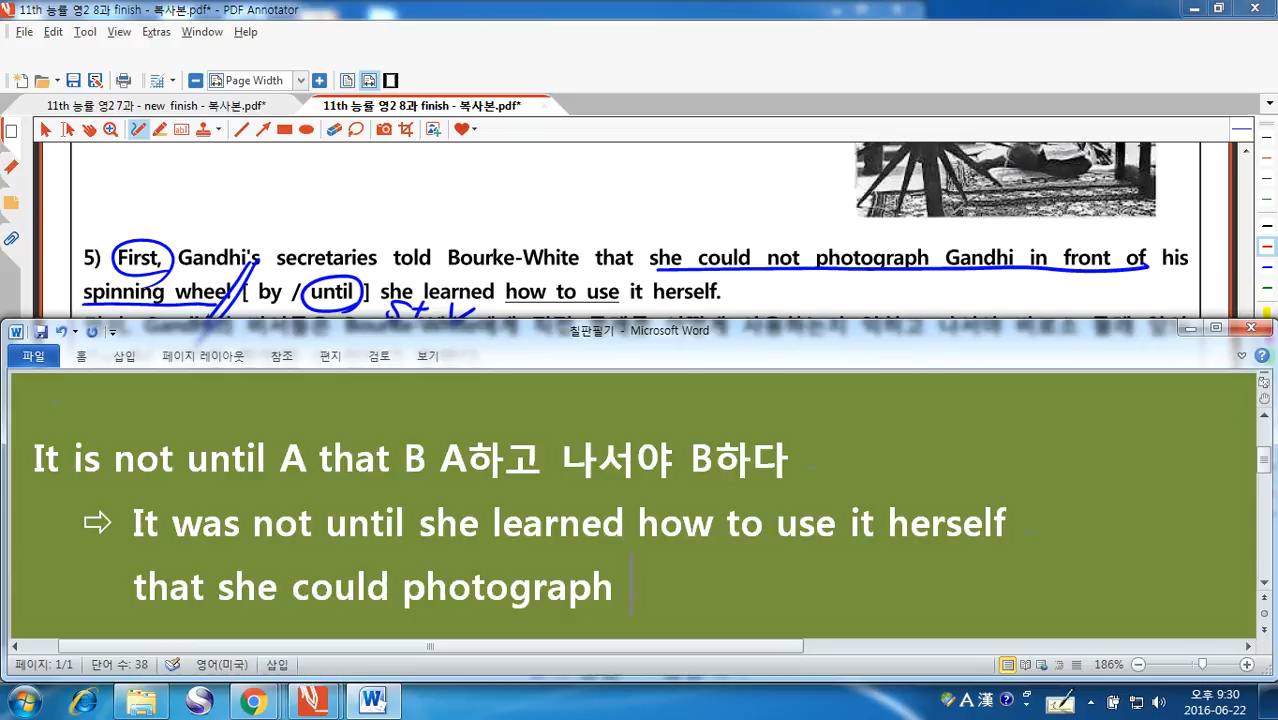 11th 능률 영2 8과 finish - 복사본.pdf* - PDF Annotator
File Edit Tool View Extras Window Help
Page Width
11th 능률 영2 7과 - new finish - 복사본.pdf*
11th 능률 영2 8과 finish - 복사본.pdf*
5) First, Gandhi's secretaries told Bourke-White that she could not photograph Gandhi in front of his
spinning wheel [ by / until ] she learned how to use it herself.
칠판필기 - Microsoft Word
파일 홈 삽입 페이지 레이아웃 참조 편지 검토 보기
It is not until A that B A하고 나서야 B하다
⇨ It was not until she learned how to use it herself
that she could photograph
페이지: 1/1 단어 수: 38 영어(미국) 삽입 186%
A 漢
오후 9:30
2016-06-22